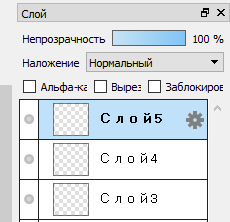 Слой
Непрозрачность 100 %
Наложение Нормальный
Альфа-ка Вырез Заблокиров
Слой5
Слой4
Слой3